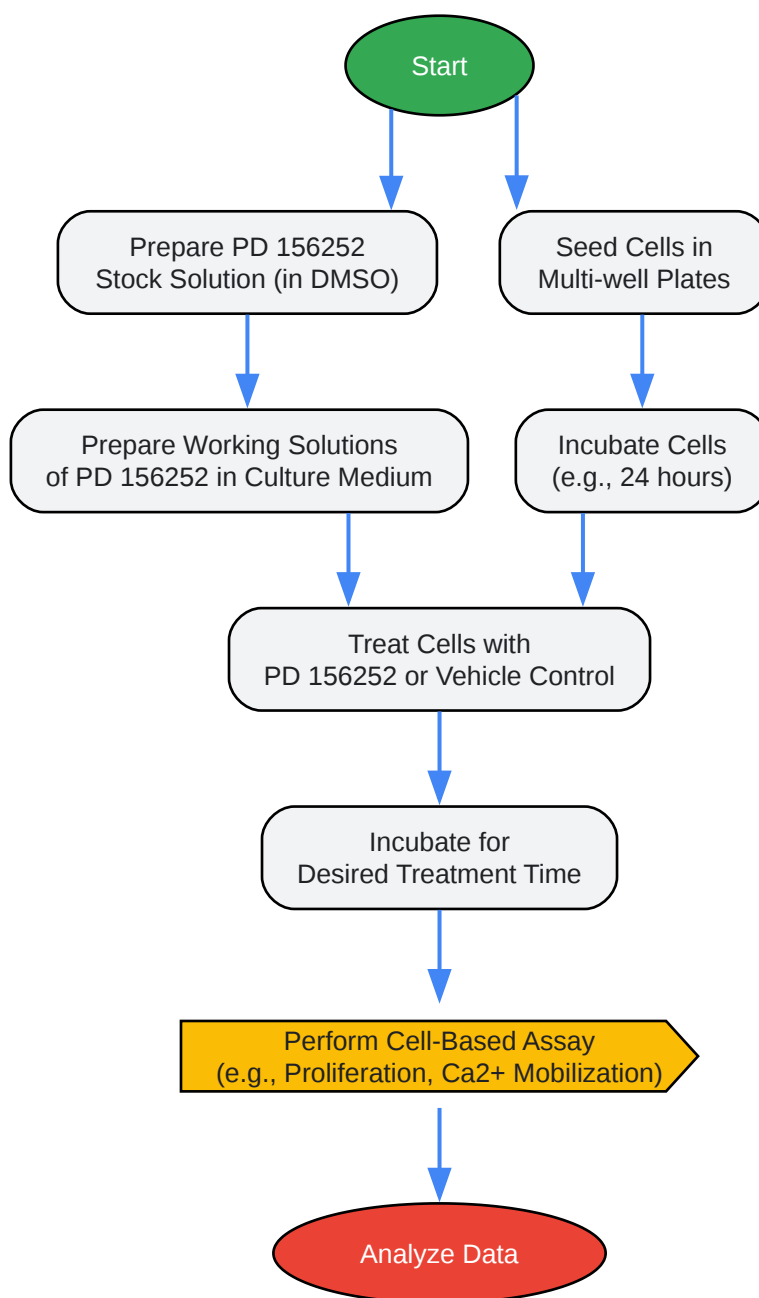 Start
Prepare PD 156252
Stock Solution (in DMSO)
Seed Cells in
Multi-well Plates
Prepare Working Solutions
of PD 156252 in Culture Medium
Incubate Cells
(e.g., 24 hours)
Treat Cells with
PD 156252 or Vehicle Control
Incubate for
Desired Treatment Time
Perform Cell-Based Assay
(e.g., Proliferation, Ca2+ Mobilization)
Analyze Data